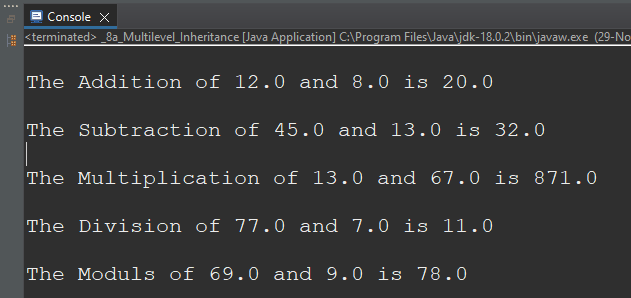 Console
<terminated> _8a_Multilevel_Inheritance [Java Application] C:\Program Files\Java\jdk-18.0.2\bin\javaw.exe (29-No
The Addition of 12.0 and 8.0 is 20.0
The Subtraction of 45.0 and 13.0 is 32.0
The Multiplication of 13.0 and 67.0 is 871.0
The Division of 77.0 and 7.0 is 11.0
The Moduls of 69.0 and 9.0 is 78.0